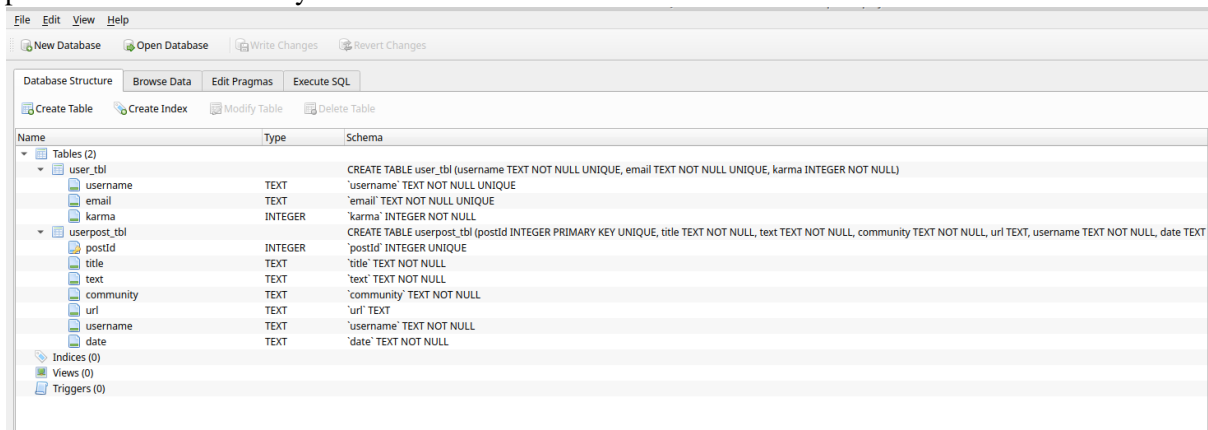 File Edit View Help
New Database Open Database Write Changes Revert Changes
Database Structure Browse Data Edit Pragmas Execute SQL
Create Table Create Index Modify Table Delete Table
Name Type Schema
Tables (2)
user_tbl CREATE TABLE user_tbl (username TEXT NOT NULL UNIQUE, email TEXT NOT NULL UNIQUE, karma INTEGER NOT NULL)
username TEXT `username` TEXT NOT NULL UNIQUE
email TEXT `email` TEXT NOT NULL UNIQUE
karma INTEGER `karma` INTEGER NOT NULL
userpost_tbl CREATE TABLE userpost_tbl (postId INTEGER PRIMARY KEY UNIQUE, title TEXT NOT NULL, text TEXT NOT NULL, community TEXT NOT NULL, url TEXT, username TEXT NOT NULL, date TEXT
postId INTEGER `postId` INTEGER UNIQUE
title TEXT `title` TEXT NOT NULL
text TEXT `text` TEXT NOT NULL
community TEXT `community` TEXT NOT NULL
url TEXT `url` TEXT
username TEXT `username` TEXT NOT NULL
date TEXT `date` TEXT NOT NULL
Indices (0)
Views (0)
Triggers (0)